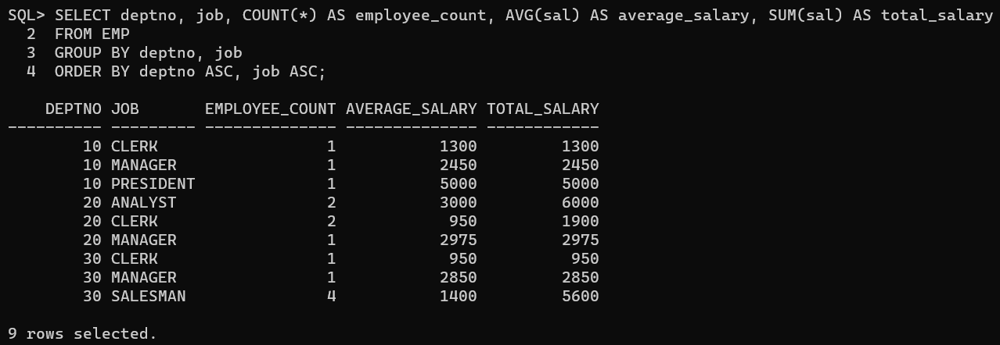 SQL> SELECT deptno, job, COUNT(*) AS employee_count, AVG(sal) AS average_salary, SUM(sal) AS total_salary
  2  FROM EMP
  3  GROUP BY deptno, job
  4  ORDER BY deptno ASC, job ASC;

    DEPTNO JOB       EMPLOYEE_COUNT AVERAGE_SALARY TOTAL_SALARY
---------- --------- -------------- -------------- ------------
        10 CLERK                  1           1300         1300
        10 MANAGER                1           2450         2450
        10 PRESIDENT              1           5000         5000
        20 ANALYST                2           3000         6000
        20 CLERK                  2            950         1900
        20 MANAGER                1           2975         2975
        30 CLERK                  1            950          950
        30 MANAGER                1           2850         2850
        30 SALESMAN               4           1400         5600

9 rows selected.